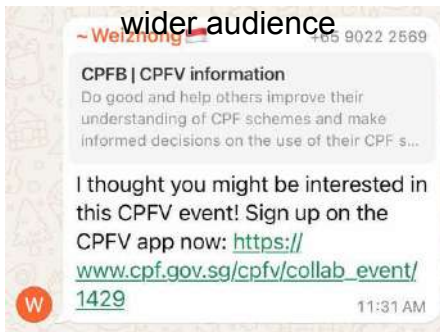 wider audience
~ Weizhong +65 9022 2569
CPFB | CPFV information
Do good and help others improve their
understanding of CPF schemes and make
informed decisions on the use of their CPF s...
I thought you might be interested in
this CPFV event! Sign up on the
CPFV app now: https://
www.cpf.gov.sg/cpfv/collab_event/
1429
W
11:31 AM